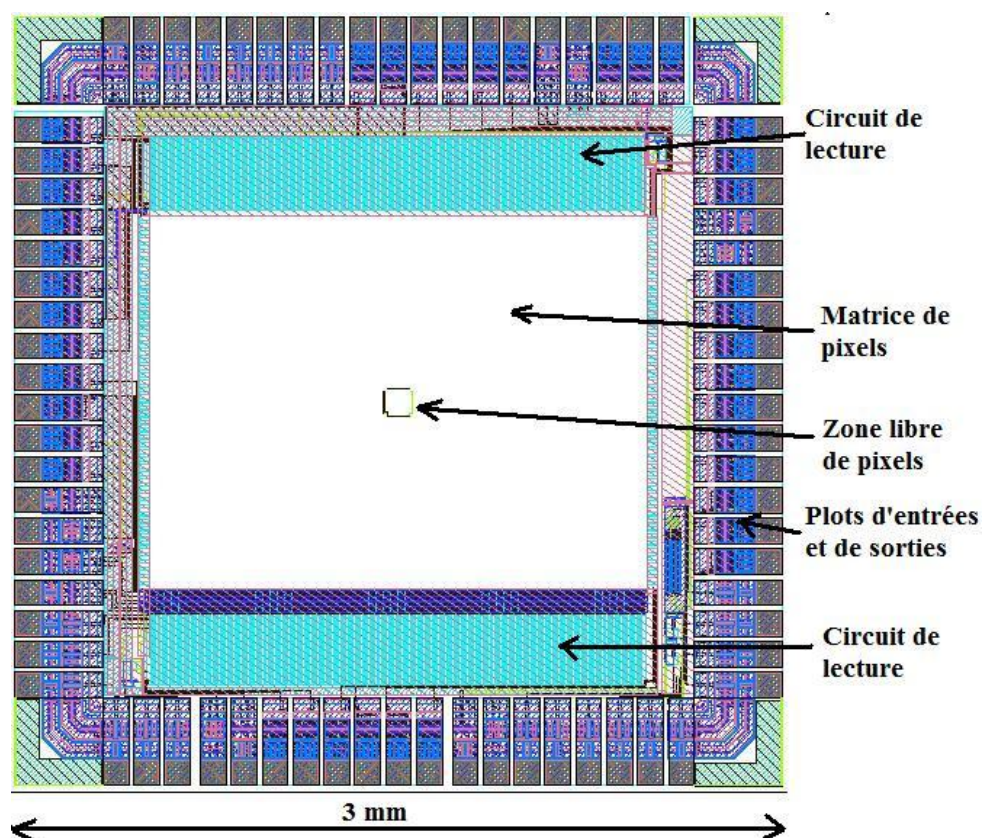 Circuit de
lecture
Matrice de
pixels
Zone libre
de pixels
Plots d'entrées
et de sorties
Circuit de
lecture
3 mm